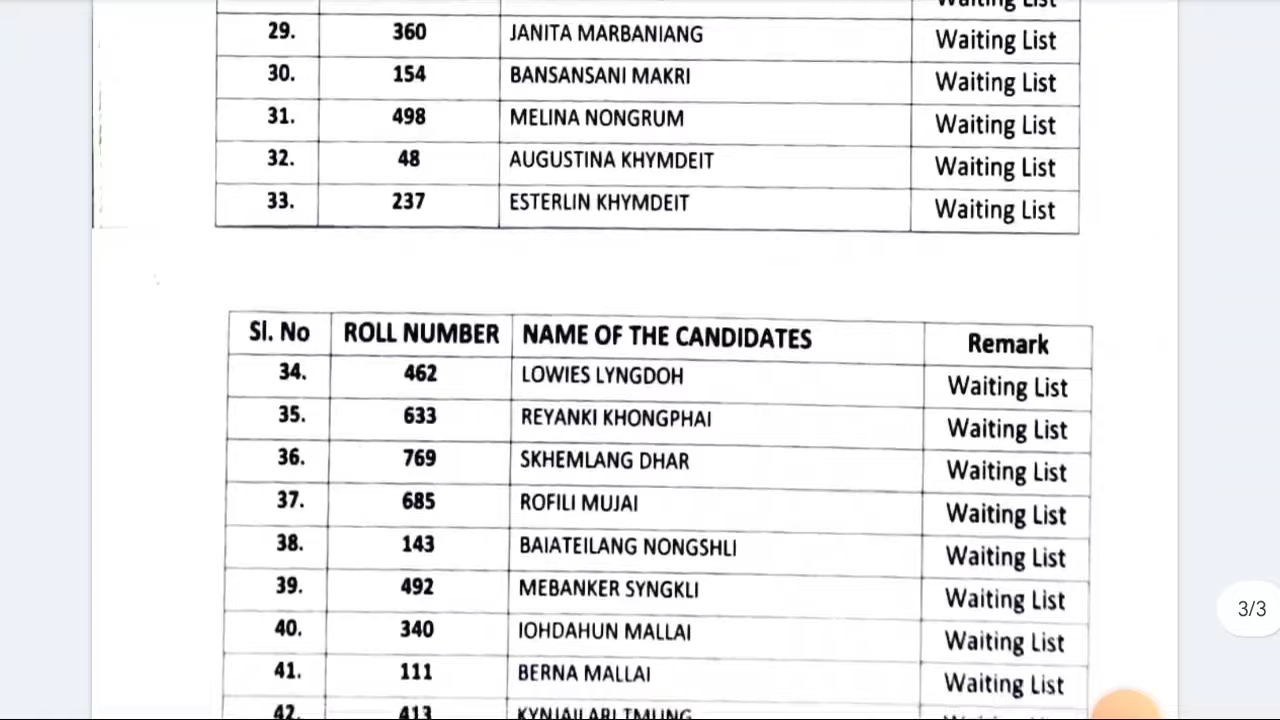 Waiting List
29. 360 JANITA MARBANIANG Waiting List
30. 154 BANSANSANI MAKRI Waiting List
31. 498 MELINA NONGRUM Waiting List
32. 48 AUGUSTINA KHYMDEIT Waiting List
33. 237 ESTERLIN KHYMDEIT Waiting List
Sl. No ROLL NUMBER NAME OF THE CANDIDATES Remark
34. 462 LOWIES LYNGDOH Waiting List
35. 633 REYANKI KHONGPHAI Waiting List
36. 769 SKHEMLANG DHAR Waiting List
37. 685 ROFILI MUJAI Waiting List
38. 143 BAIATEILANG NONGSHLI Waiting List
39. 492 MEBANKER SYNGKLI Waiting List
40. 340 IOHDAHUN MALLAI Waiting List
41. 111 BERNA MALLAI Waiting List
42. 413
3/3